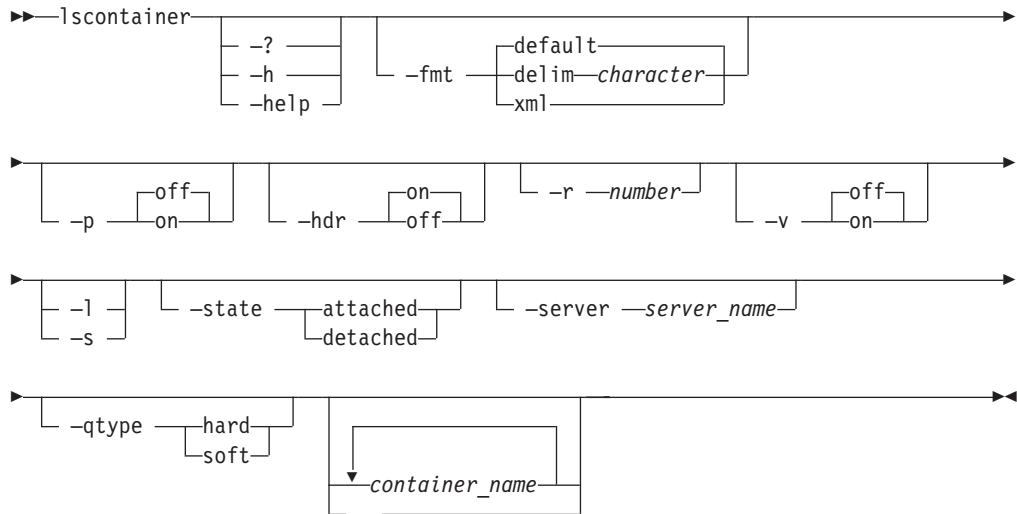 lscontainer
–? default
–h –fmt delim character
–help xml
off on –r number off
–p on –hdr off –v on
–l –state attached –server server_name
–s detached
–qtype hard
soft
container_name